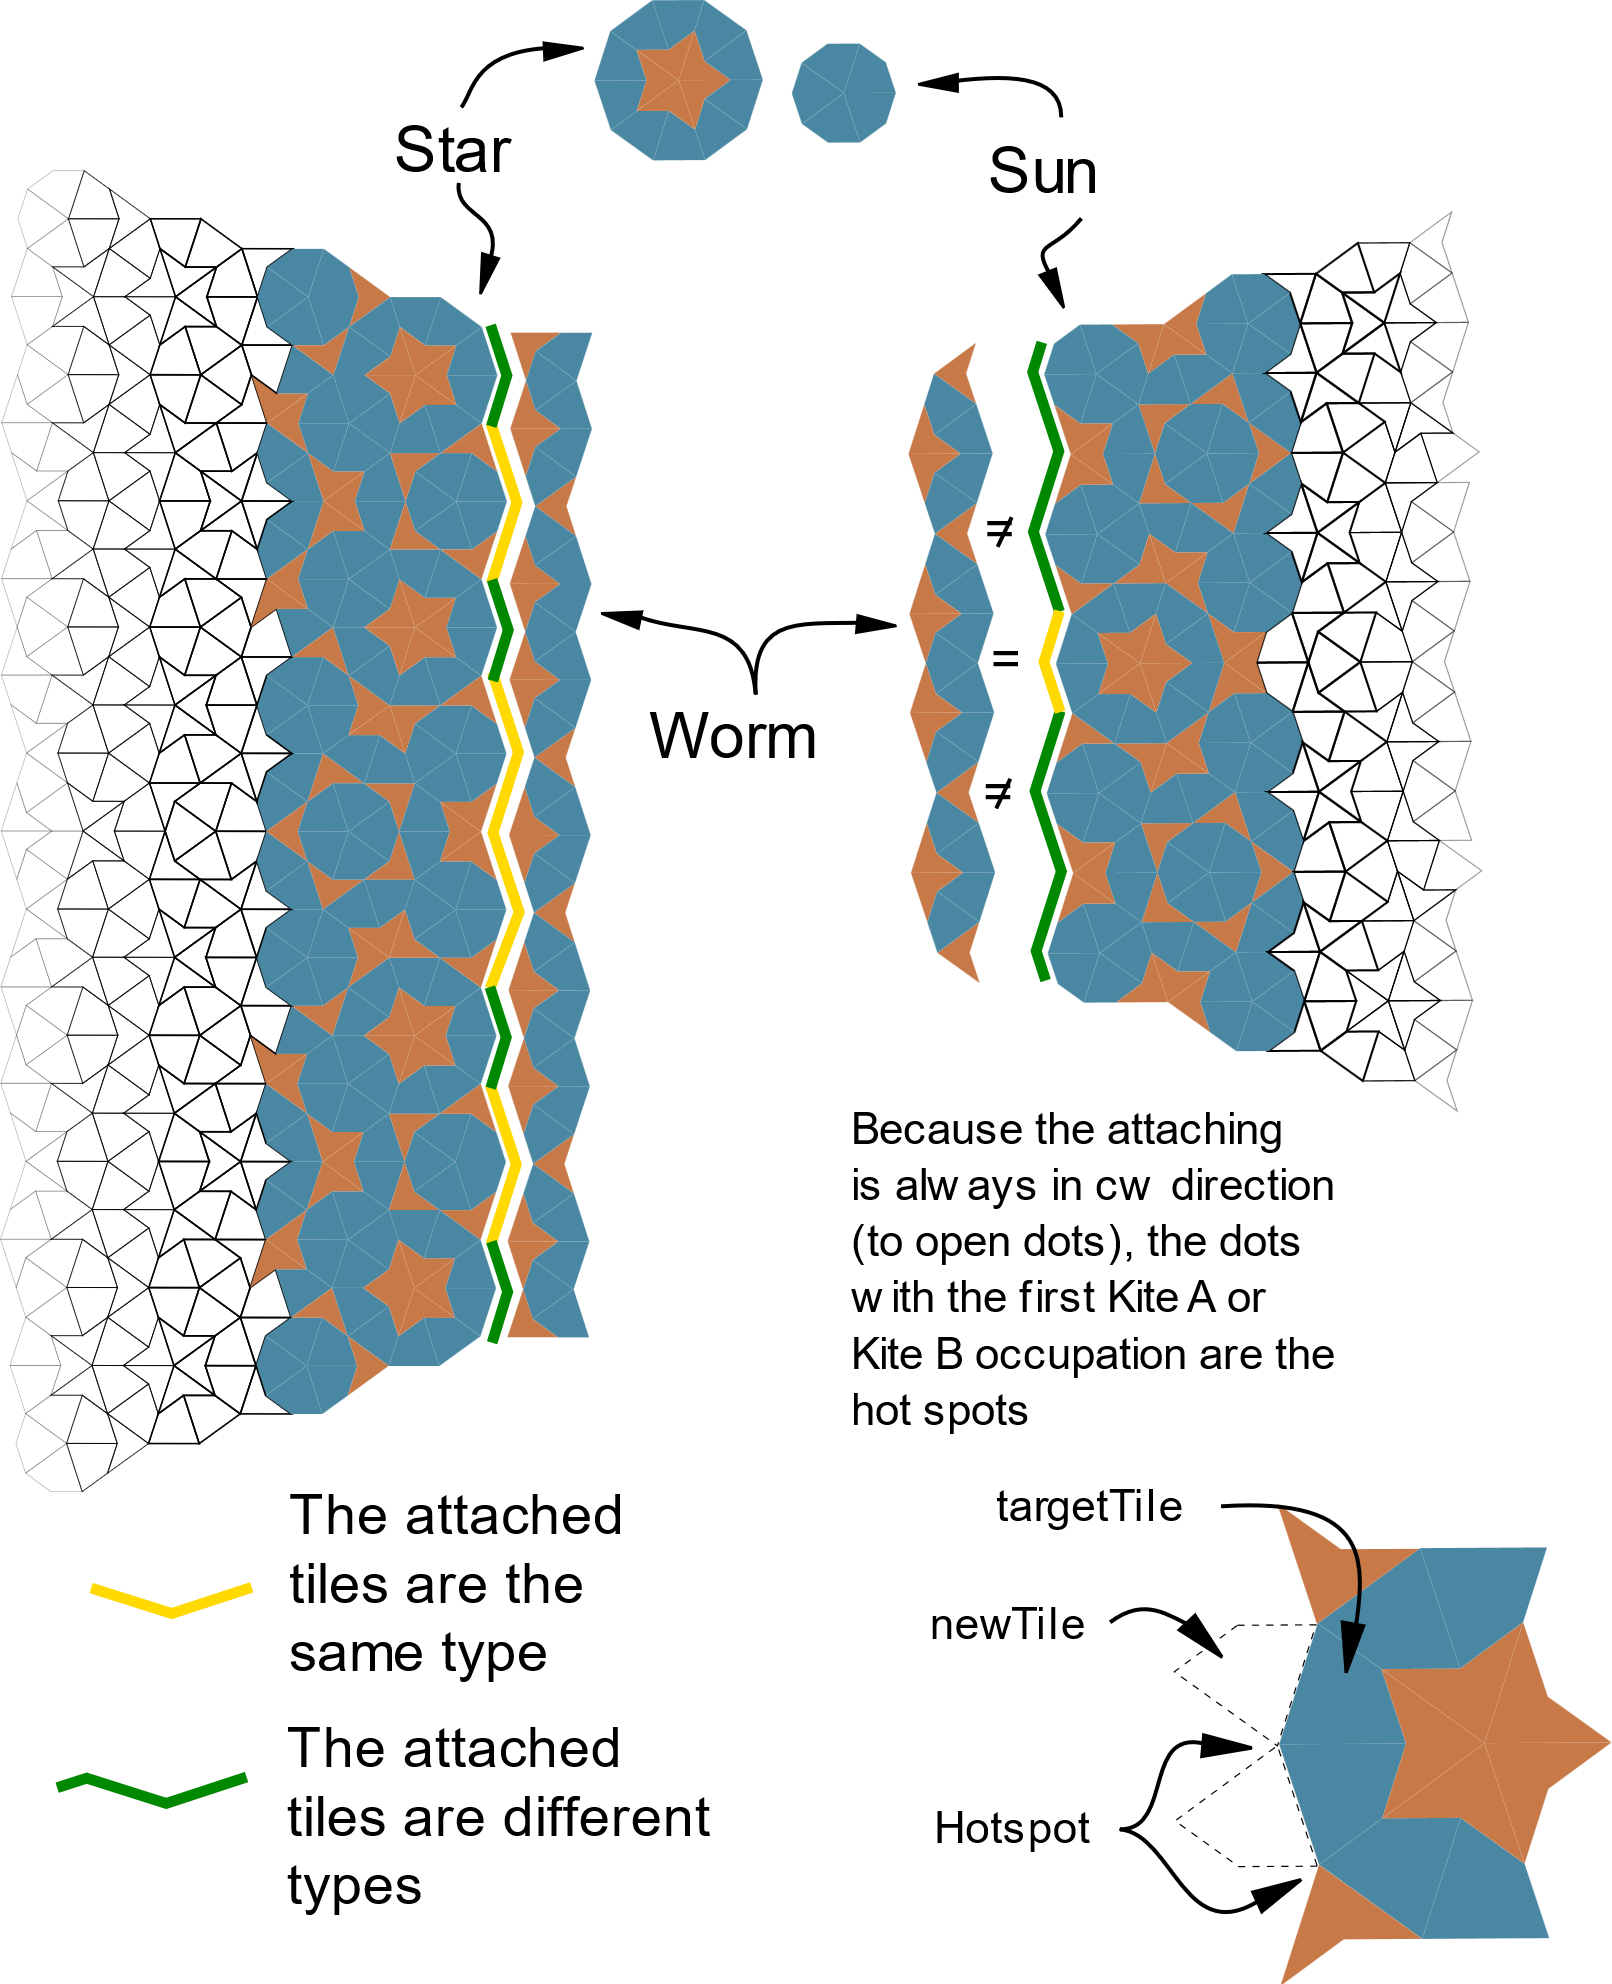 Star
Sun
≠
=
Worm
≠
Because the attaching
is always in cw direction
(to open dots), the dots
with the first Kite A or
Kite B occupation are the
hot spots
The attached
tiles are the
same type
The attached
tiles are different
types
targetTile
newTile
Hotspot